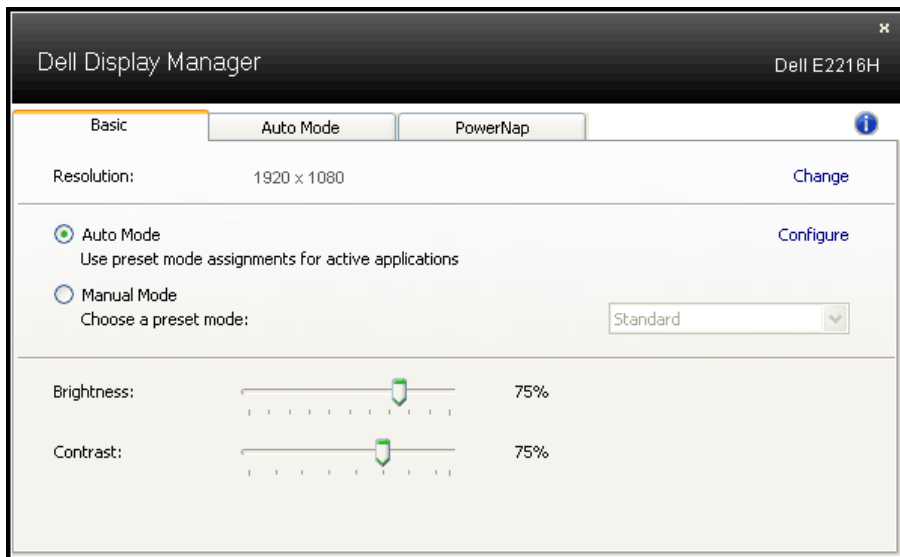 Dell Display Manager
Dell E2216H
Basic
Auto Mode
PowerNap
Resolution:
1920 x 1080
Change
Auto Mode
Configure
Use preset mode assignments for active applications
Manual Mode
Choose a preset mode:
Standard
Brightness:
75%
Contrast:
75%